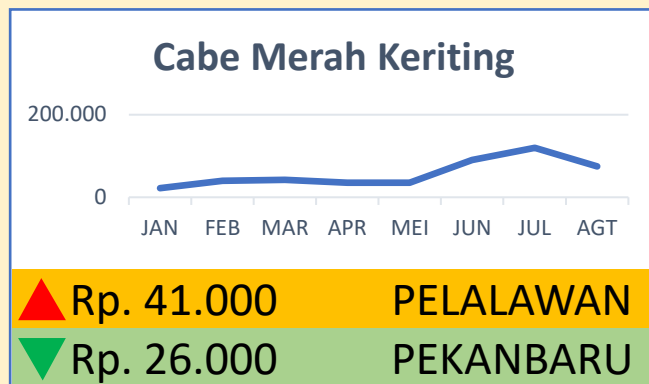 Cabe Merah Keriting
200.000
0
JAN FEB MAR APR MEI JUN JUL AGT
Rp. 41.000 PELALAWAN
Rp. 26.000 PEKANBARU